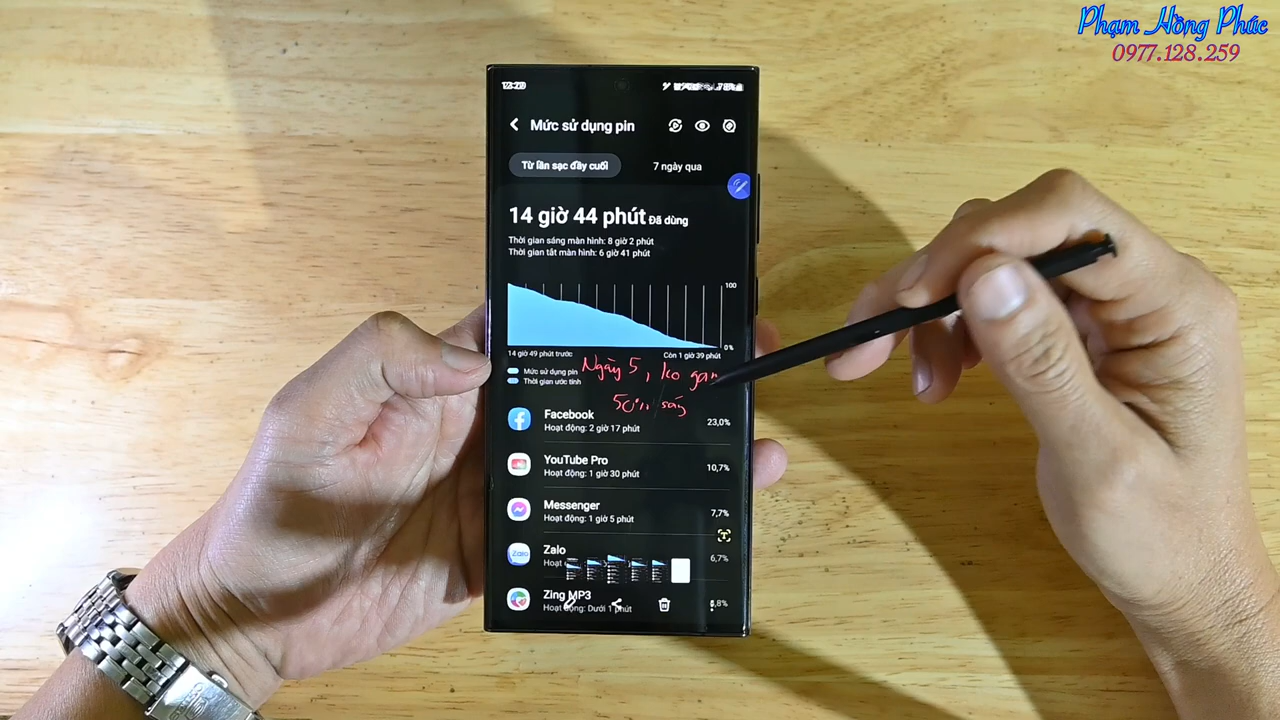 Phạm Hồng Phúc
0977.128.259
Mức sử dụng pin
Từ lần sạc đầy cuối
7 ngày qua
14 giờ 44 phút Đã dùng
Thời gian sáng màn hình: 8 giờ 2 phút
Thời gian tắt màn hình: 6 giờ 41 phút
100
0%
14 giờ 49 phút trước
Còn 1 giờ 39 phút
Mức sử dụng pin
Thời gian ước tính
Ngày 5, ko
Facebook
23,0%
Hoạt động: 2 giờ 17 phút
YouTube Pro
10,7%
Hoạt động: 1 giờ 30 phút
Messenger
7,7%
Hoạt động: 1 giờ 5 phút
Zalo
6,7%
Zing MP3
Hoạt động: Dưới 1 phút